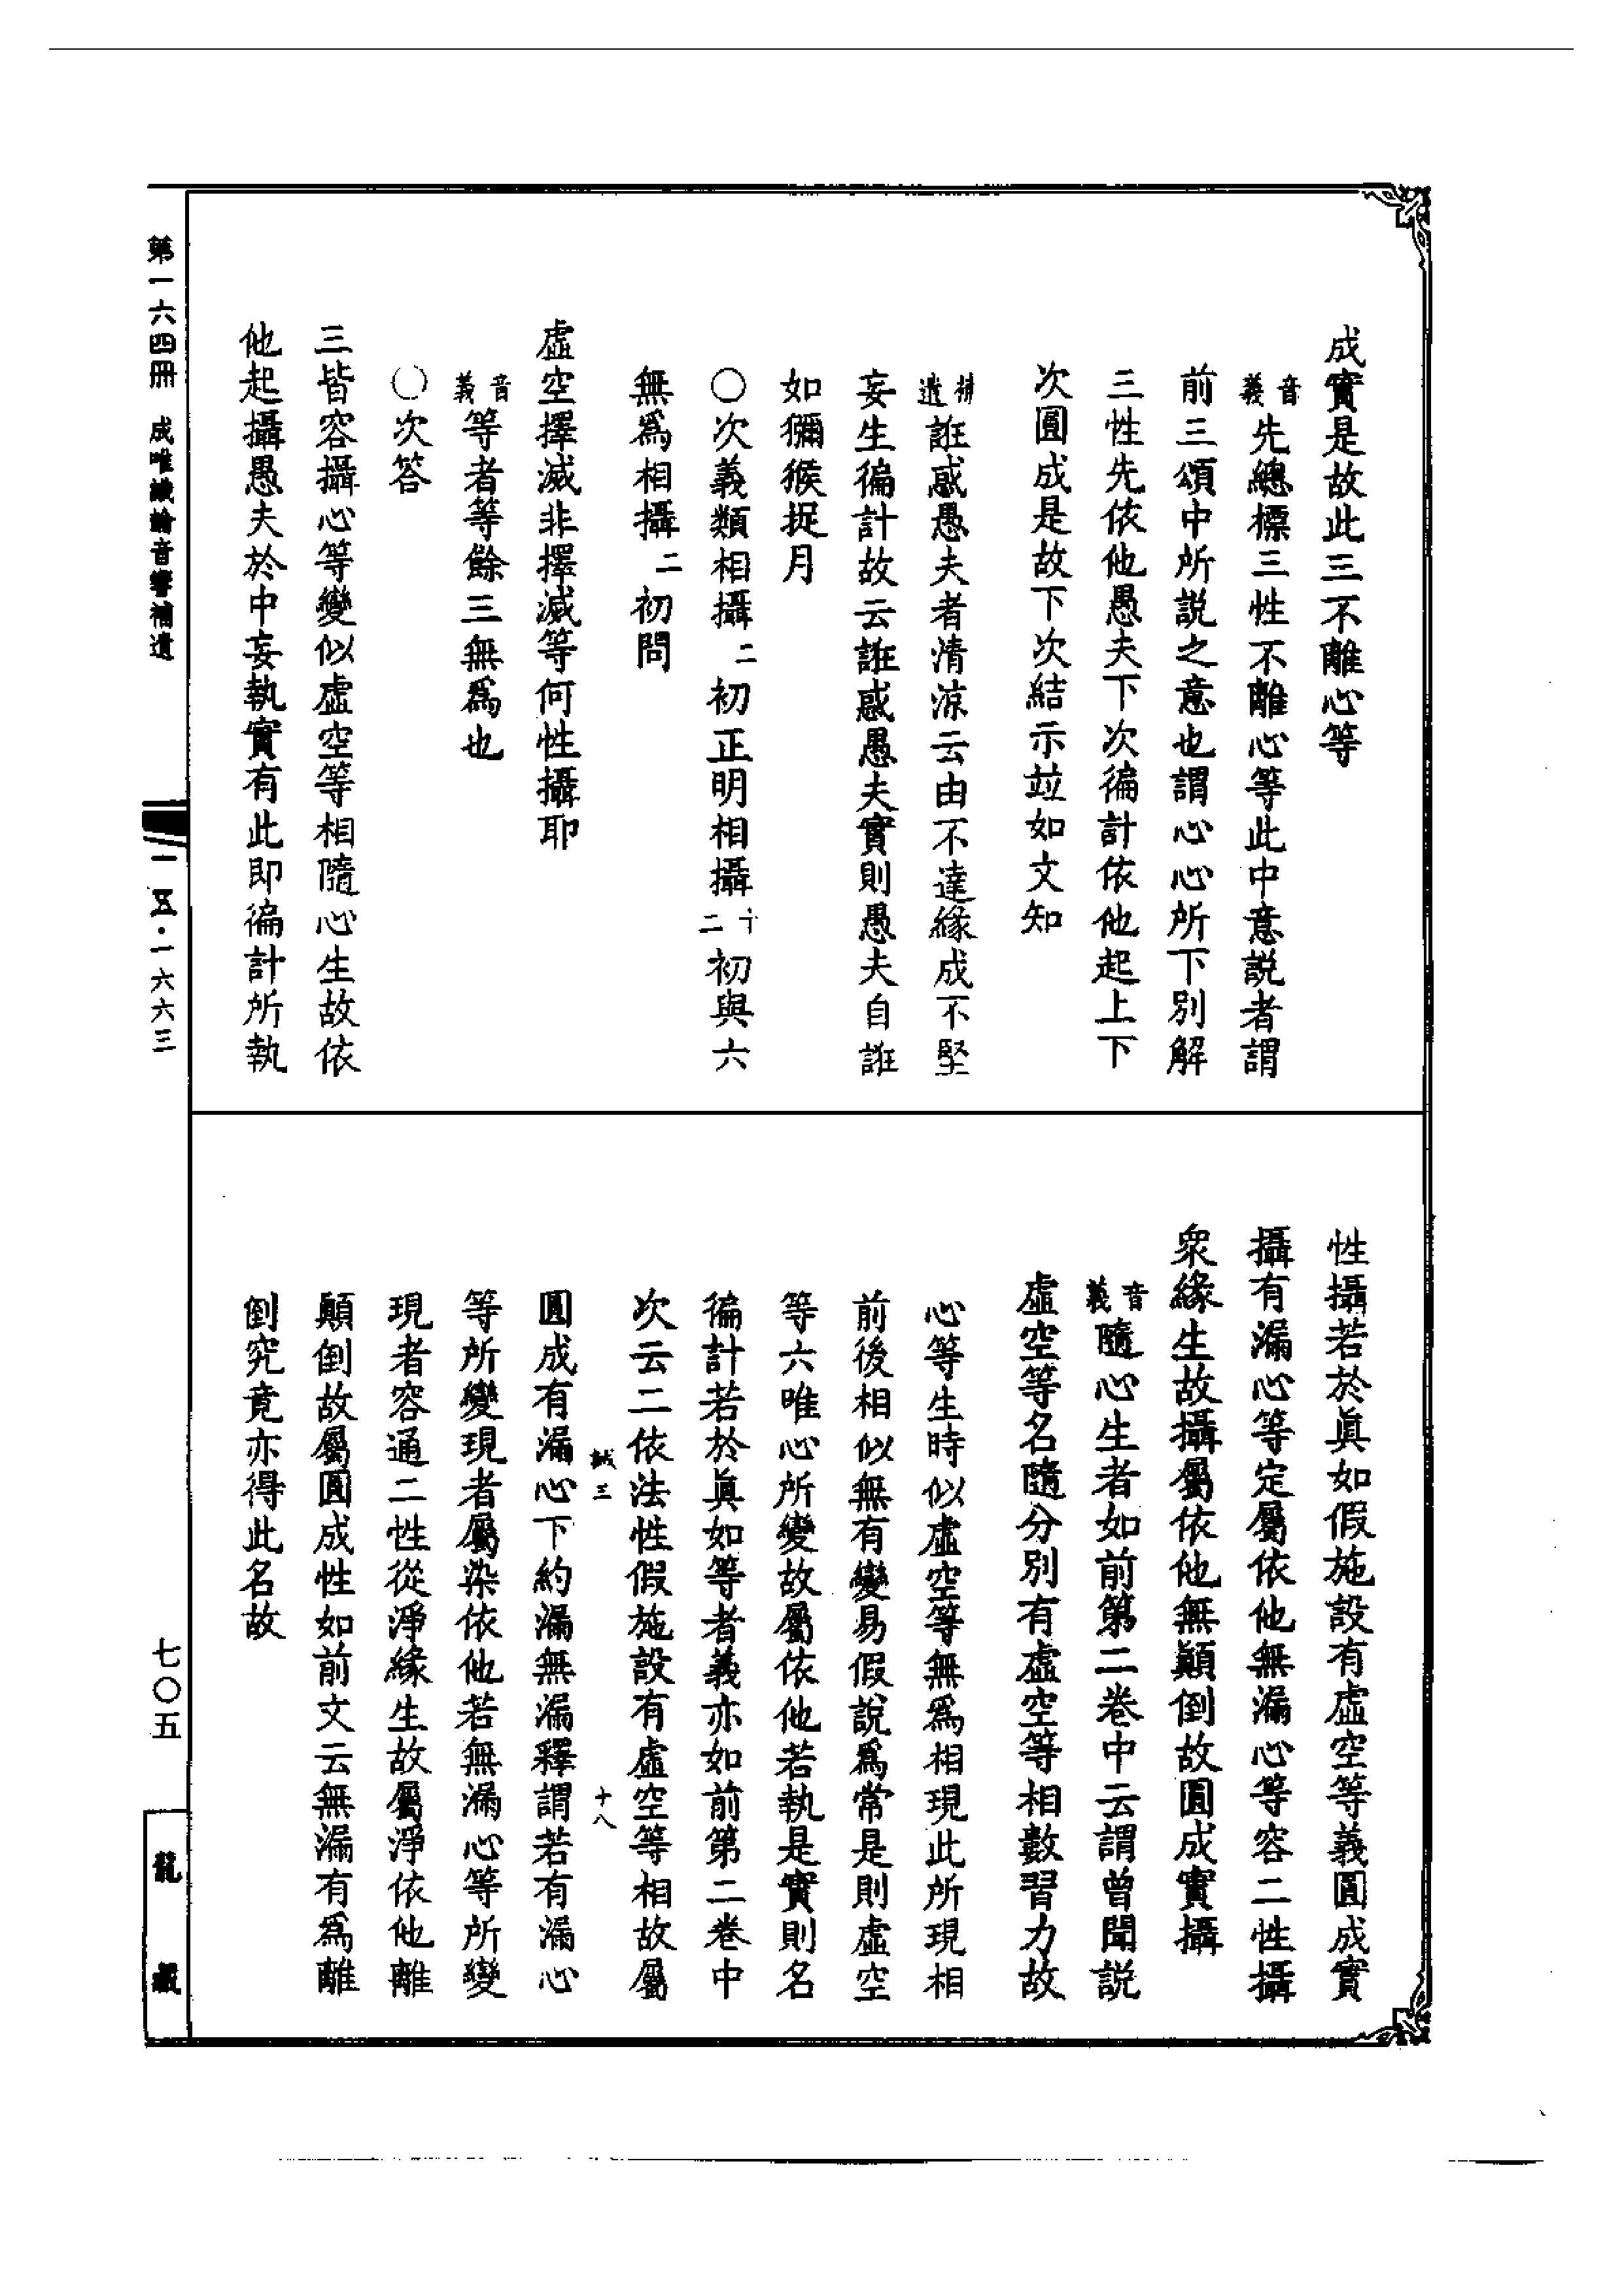 成實是故此三不離心等
音義先總標三性不離心等此中意説者謂
前三頌中所説之意也謂心心所下別解
三性先依他愚夫下次徧計依他起上下
次圓成是故下次結示竝如文知
補遺誑惑愚夫者清涼云由不達緣成不堅
妄生徧計故云誑惑愚夫實則愚夫自誑
如獼猴捉月
○次義類相攝二初正明相攝十二初與六
無爲相攝二初問
虛空擇滅非擇滅等何性攝耶
音義等者等餘三無爲也
○次答
三皆容攝心等變似虛空等相隨心生故依
他起攝愚夫於中妄執實有此即徧計所執
性攝若於眞如假施設有虛空等義圓成實
攝有漏心等定屬依他無漏心等容二性攝
衆緣生故攝屬依他無顚倒故圓成實攝
音義隨心生者如前第二卷中云謂曾聞説
虛空等名隨分別有虛空等相數習力故
心等生時似虛空等無爲相現此所現相
前後相似無有變易假說爲常是則虛空
等六唯心所變故屬依他若執是實則名
徧計若於眞如等者義亦如前第二卷中
次云二依法性假施設有虛空等相故屬
誠三 十八
圓成有漏心下約漏無漏釋謂若有漏心
等所變現者屬染依他若無漏心等所變
現者容通二性從淨緣生故屬淨依他離
顚倒故屬圓成性如前文云無漏有爲離
倒究竟亦得此名故
第一六四冊 成唯識論音響補遺
一一五·一六六三
七〇五
龍藏